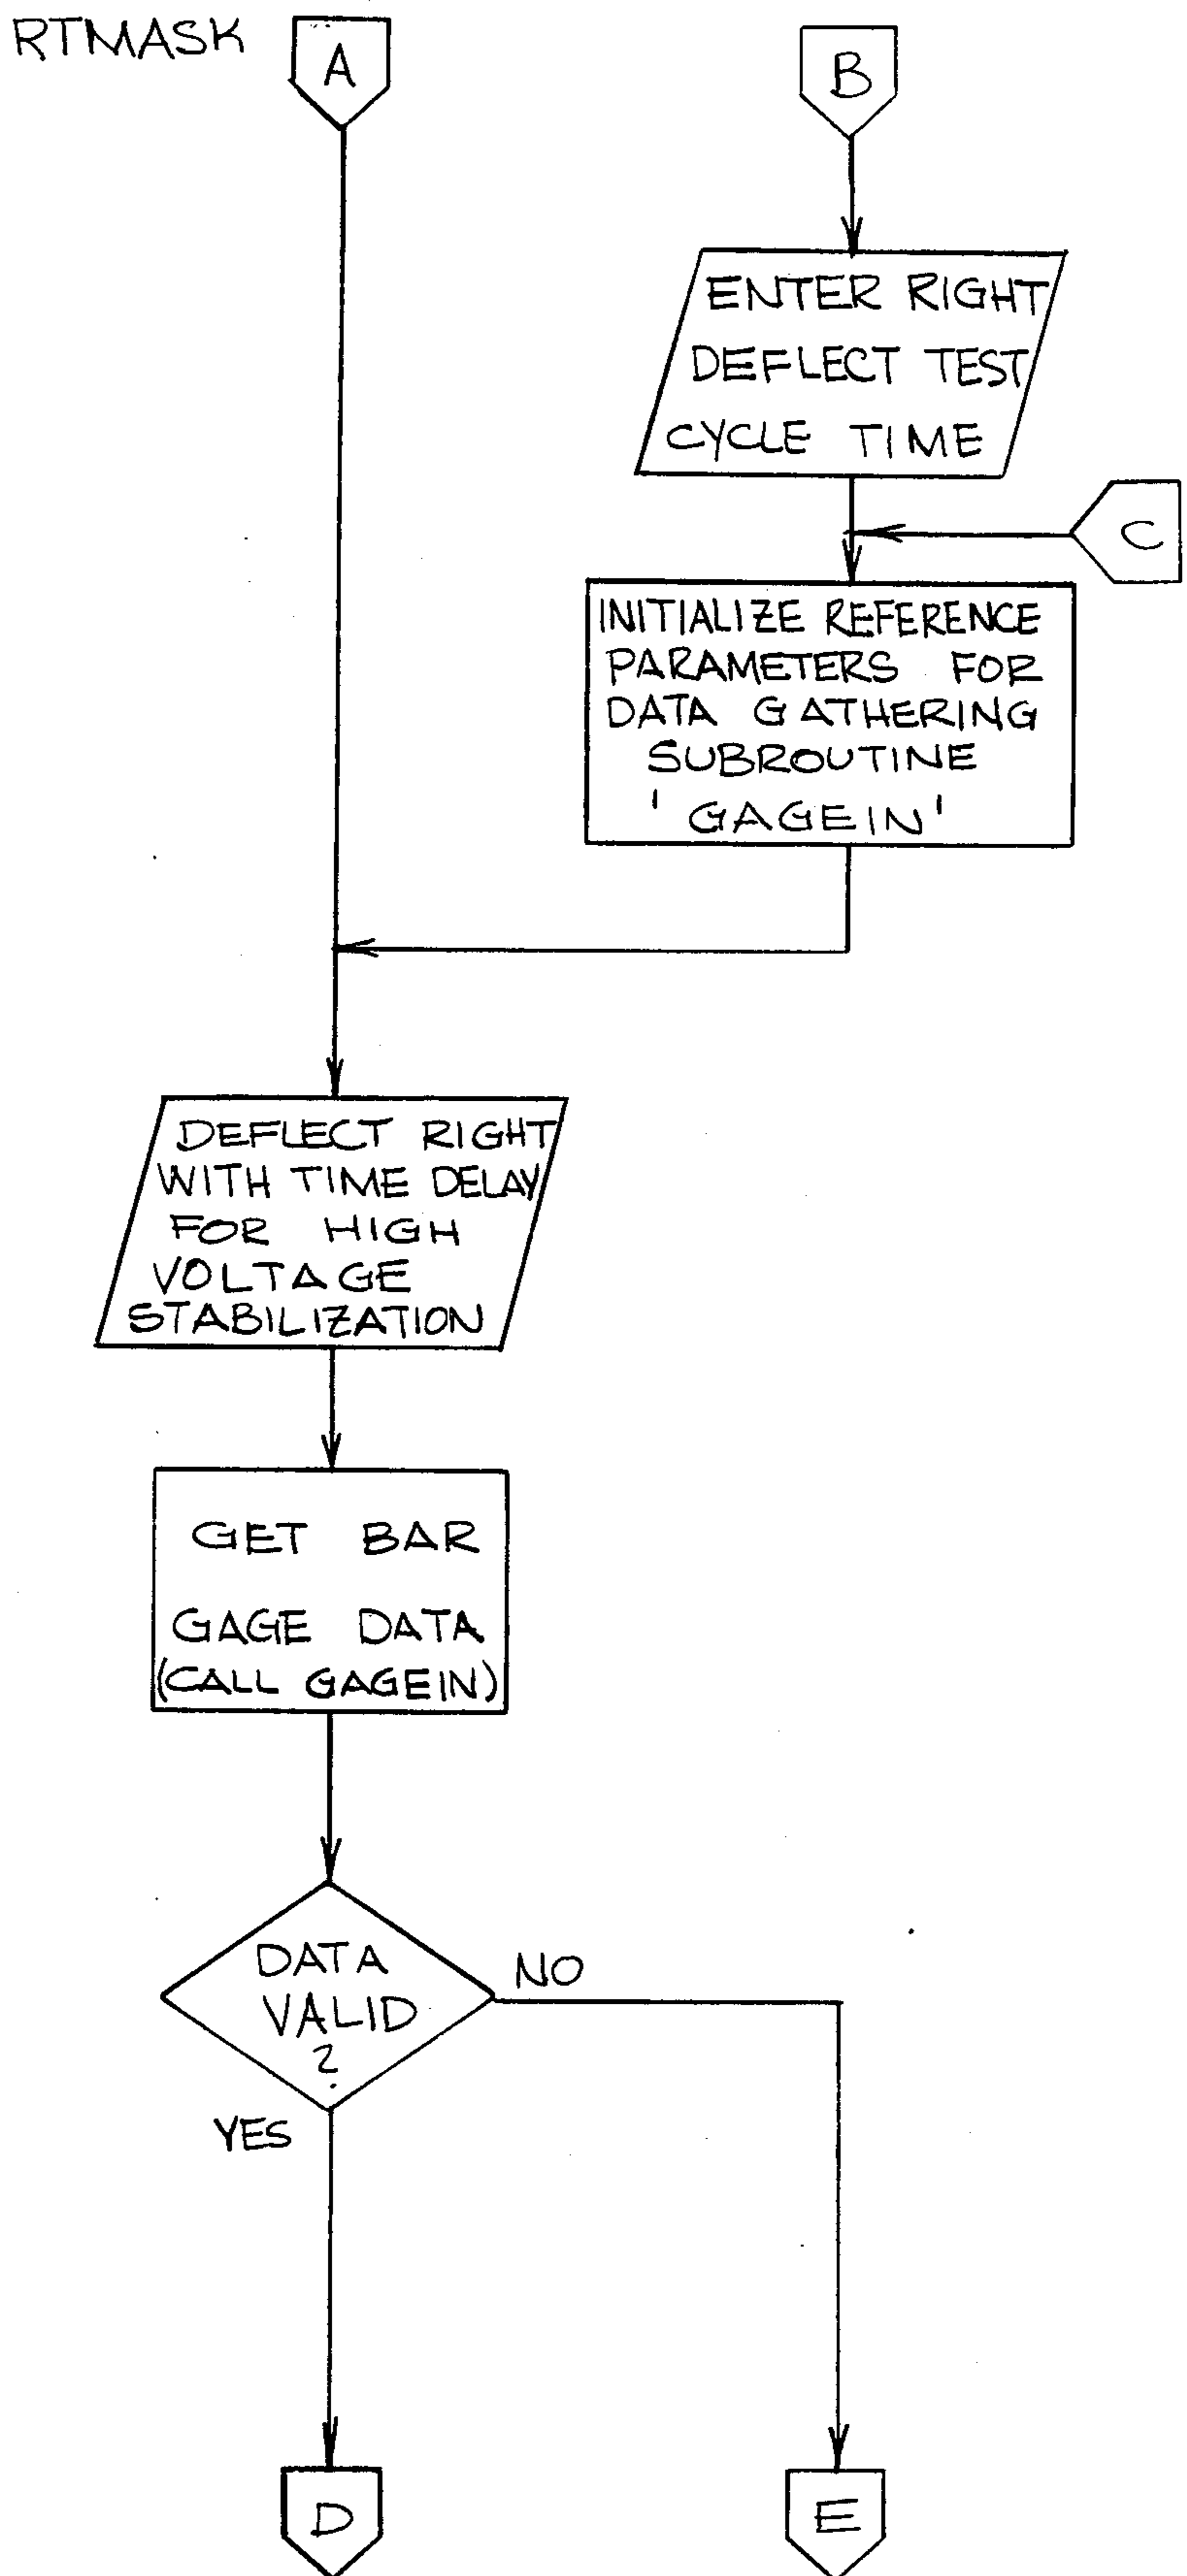 RTMASK
A
B
ENTER RIGHT
DEFLECT TEST
CYCLE TIME
C
INITIALIZE REFERENCE
PARAMETERS FOR
DATA GATHERING
SUBROUTINE
'GAGEIN'
DEFLECT RIGHT
WITH TIME DELAY
FOR HIGH
VOLTAGE
STABILIZATION
GET BAR
GAGE DATA
(CALL GAGEIN)
DATA
VALID
?
NO
YES
D
E